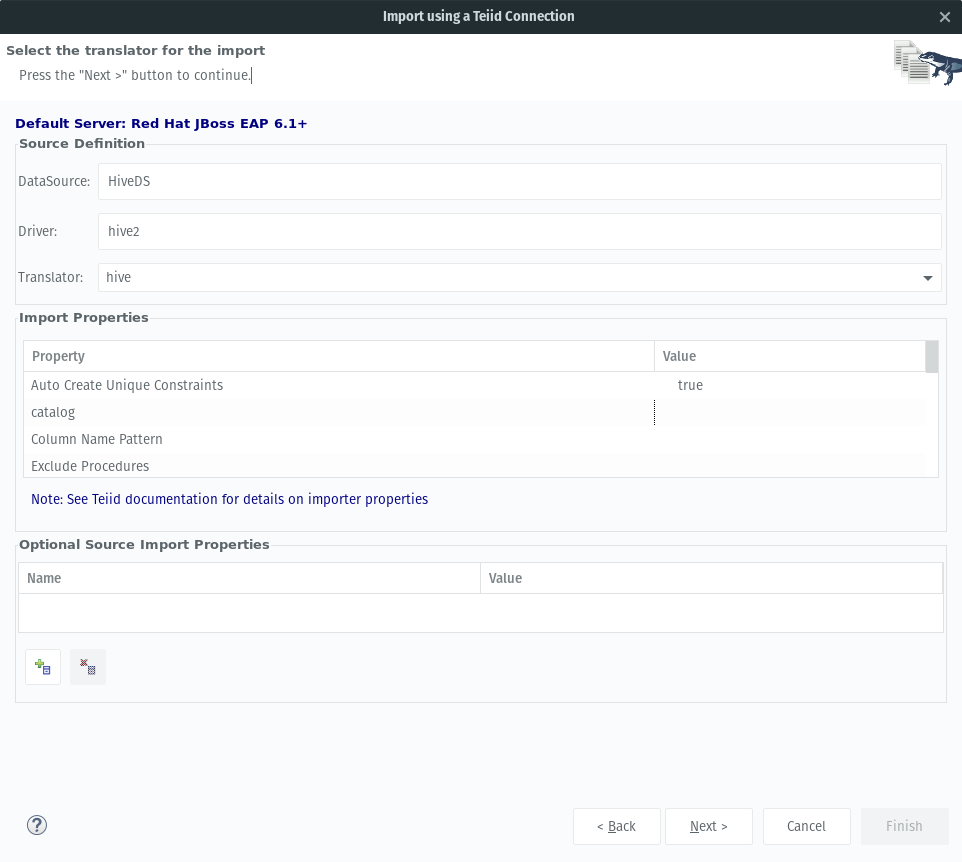 Import using a Teiid Connection
Select the translator for the import
Press the "Next >" button to continue.
Default Server: Red Hat JBoss EAP 6.1+
Source Definition
DataSource: HiveDS
Driver: hive2
Translator: hive
Import Properties
Property Value
Auto Create Unique Constraints true
catalog
Column Name Pattern
Exclude Procedures
Note: See Teiid documentation for details on importer properties
Optional Source Import Properties
Name Value
? < Back Next > Cancel Finish